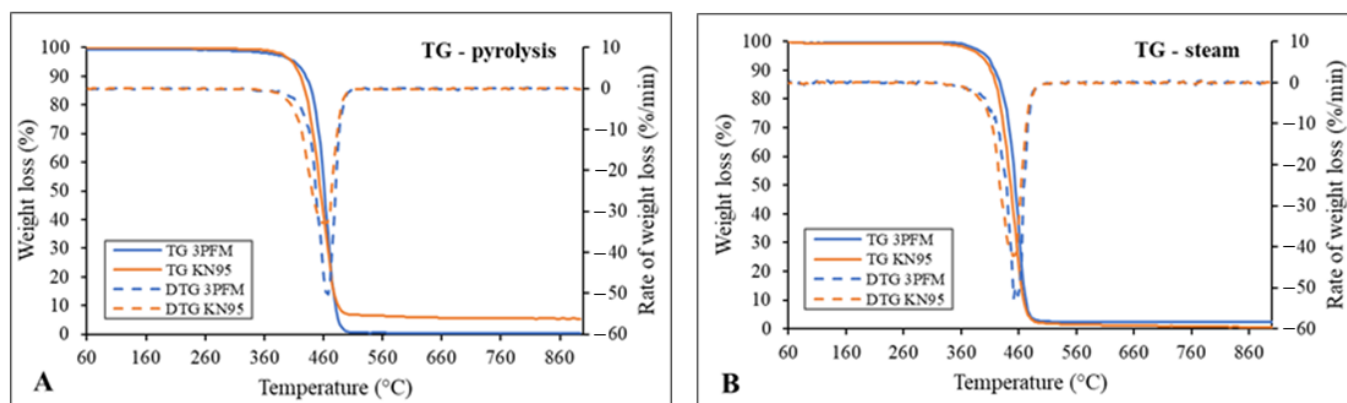 TG - pyrolysis
Weight loss (%)
100
90
80
70
60
50
40
30
20
10
0
10
0
−10
−20
−30
−40
−50
−60
Rate of weight loss (%/min)
TG 3PFM
TG KN95
DTG 3PFM
DTG KN95
60 160 260 360 460 560 660 760 860
Temperature (°C)
A
TG - steam
Weight loss (%)
100
90
80
70
60
50
40
30
20
10
0
10
0
−10
−20
−30
−40
−50
−60
Rate of weight loss (%/min)
TG 3PFM
TG KN95
DTG 3PFM
DTG KN95
60 160 260 360 460 560 660 760 860
Temperature (°C)
B